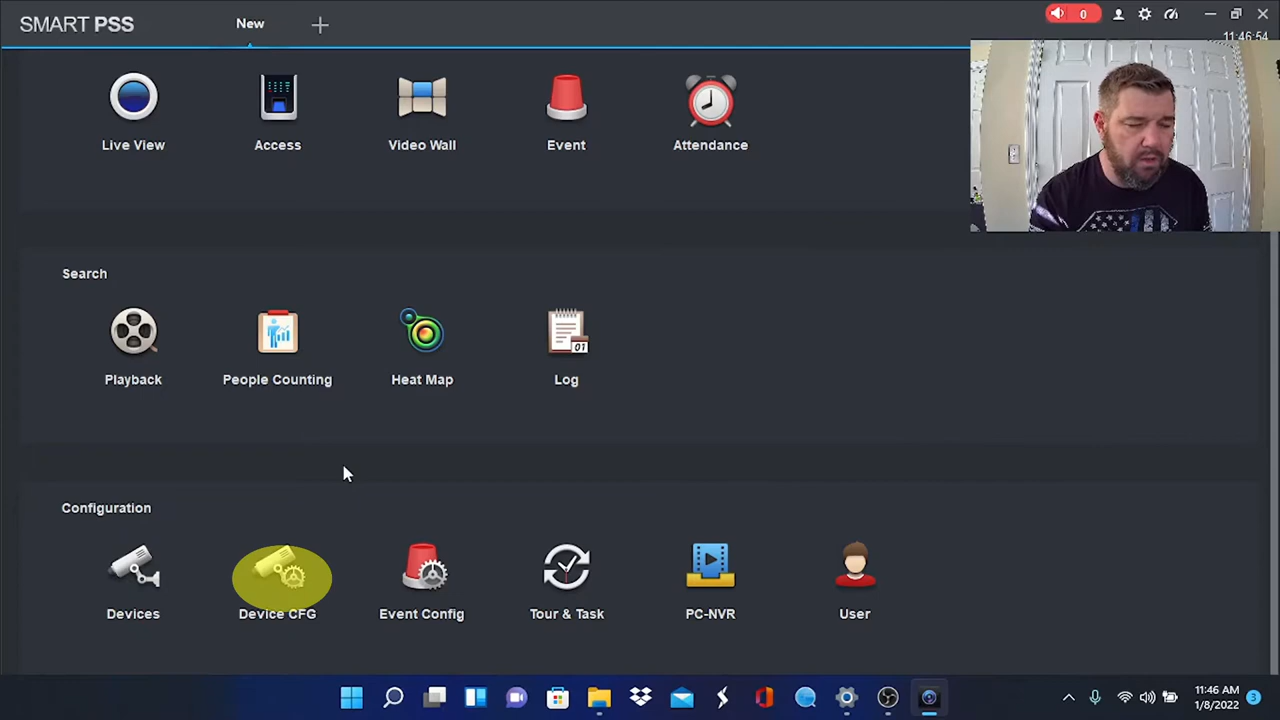 SMART PSS
New
0
11:46:54
Live View
Access
Video Wall
Event
Attendance
Search
Playback
People Counting
Heat Map
01
Log
Configuration
Devices
Device CFG
Event Config
Tour & Task
PC-NVR
User
11:46 AM
1/8/2022
3